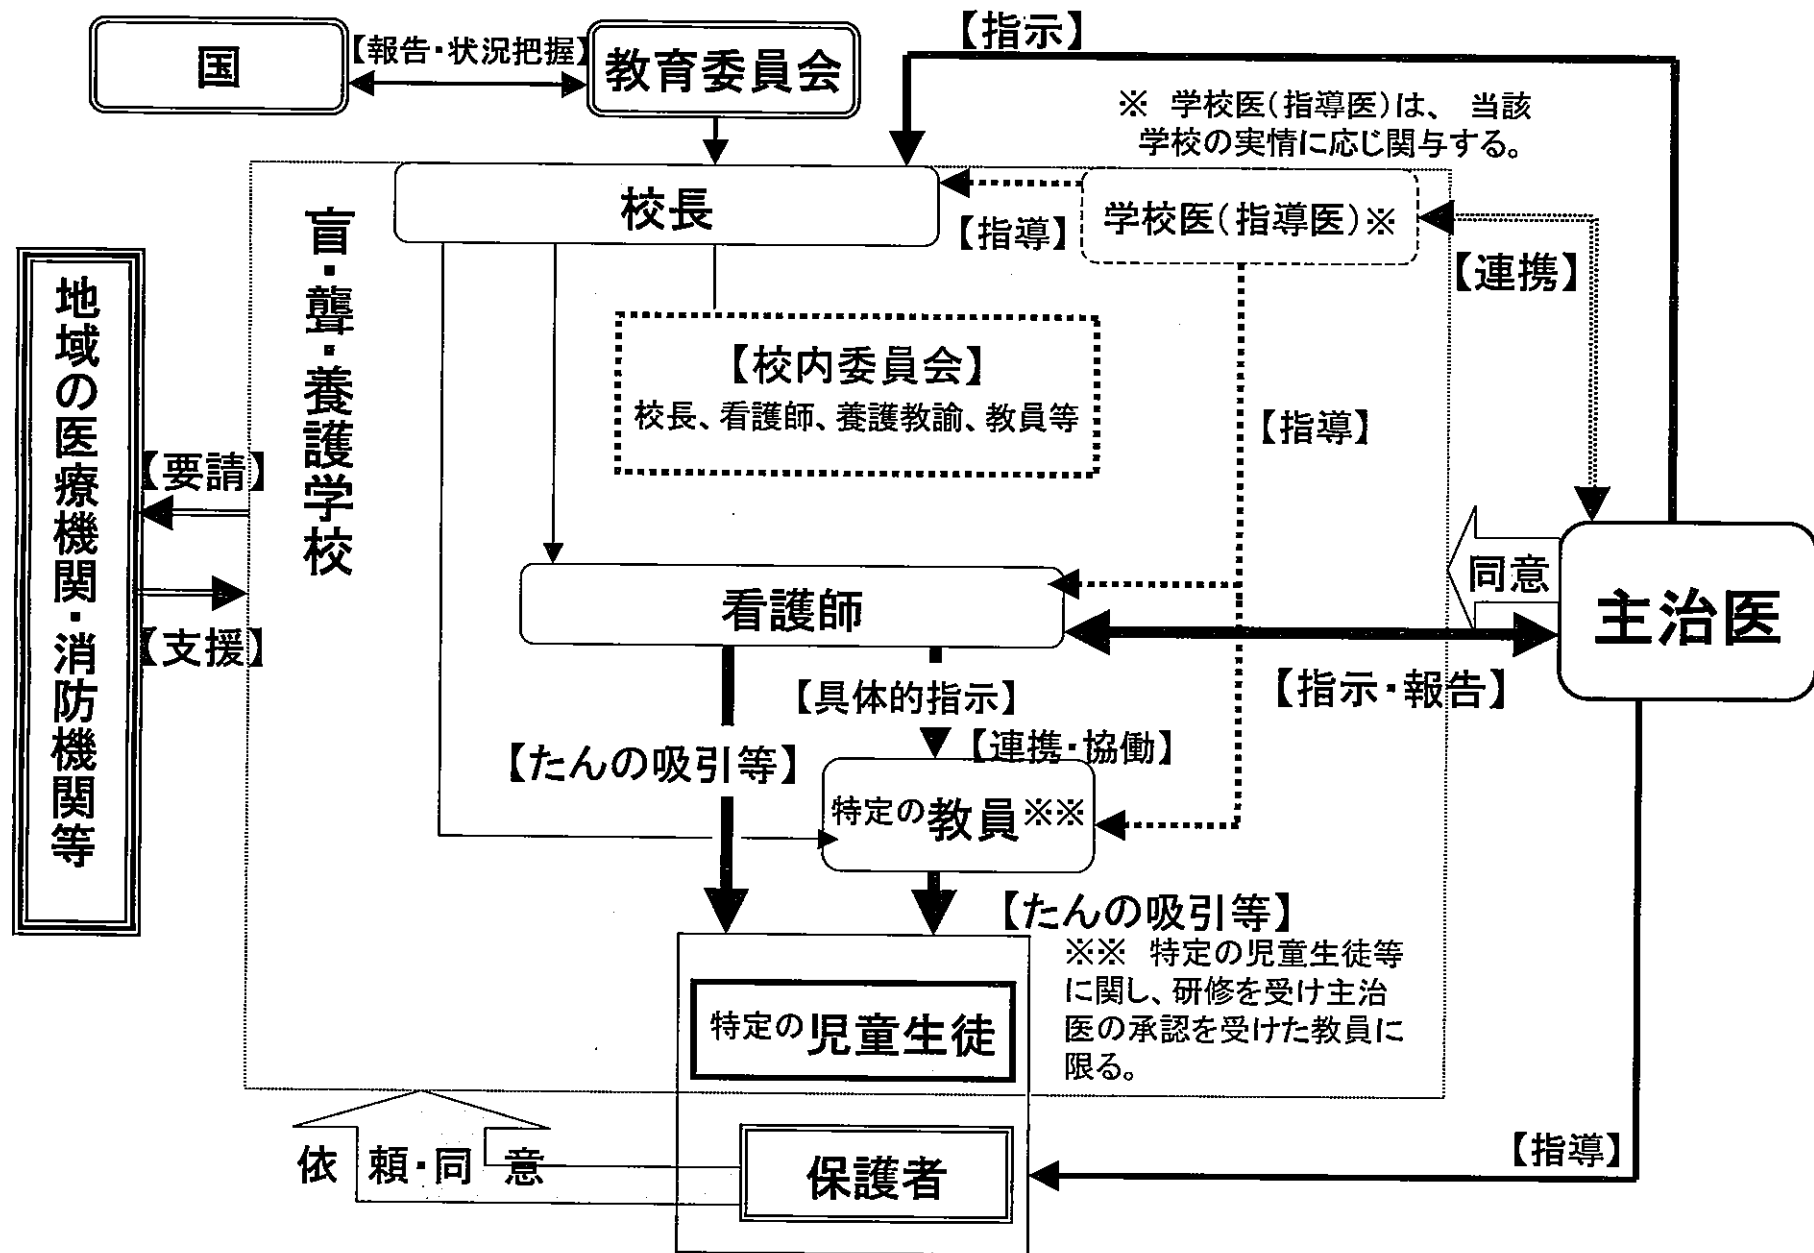 国
【報告・状況把握】
教育委員会
【指示】
※ 学校医(指導医)は、 当該
学校の実情に応じ関与する。
校長
【指導】
学校医(指導医)※
【連携】
盲・聾・養護学校
地域の医療機関・消防機関等
【要請】
【支援】
【校内委員会】
校長、看護師、養護教諭、教員等
【指導】
同意
主治医
看護師
【指示・報告】
【具体的指示】
【連携・協働】
【たんの吸引等】
特定の教員※※
【たんの吸引等】
※※ 特定の児童生徒等
に関し、研修を受け主治
医の承認を受けた教員に
限る。
特定の児童生徒
依頼・同意
保護者
【指導】